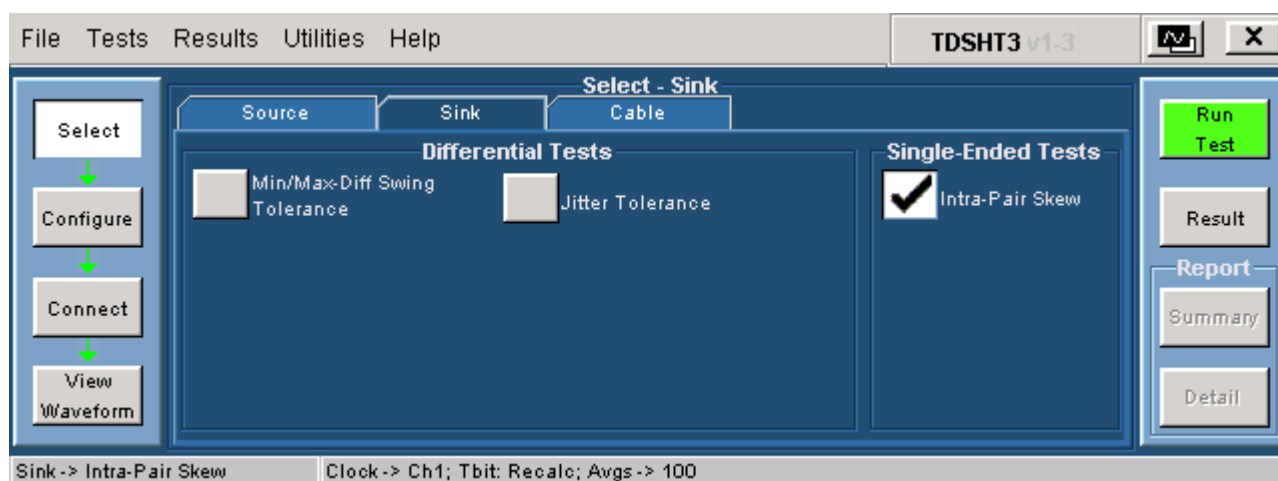 File Tests Results Utilities Help
TDSHT3 v1-3
Select - Sink
Source Sink Cable
Select
Configure
Connect
View
Waveform
Differential Tests
Min/Max-Diff Swing
Tolerance
Jitter Tolerance
Single-Ended Tests
Intra-Pair Skew
Run
Test
Result
Report
Summary
Detail
Sink -> Intra-Pair Skew
Clock -> Ch1; Tbit: Recalc; Avgs -> 100